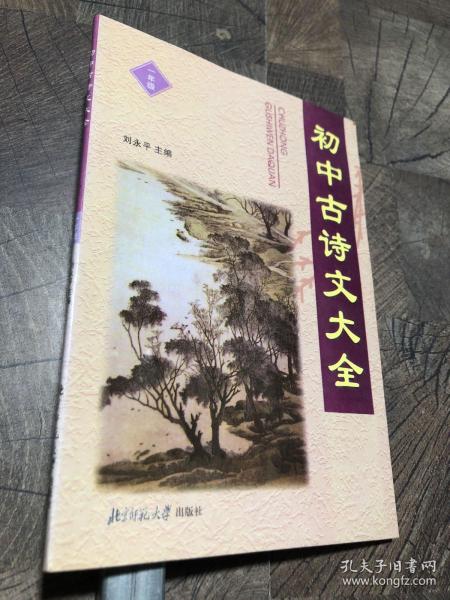 一年级
CHUZHONG
GUSHIWEN DAQUAN
初中古诗文大全
刘永平 主编
北京师范大学 出版社
孔夫子旧书网
www.kongfz.com